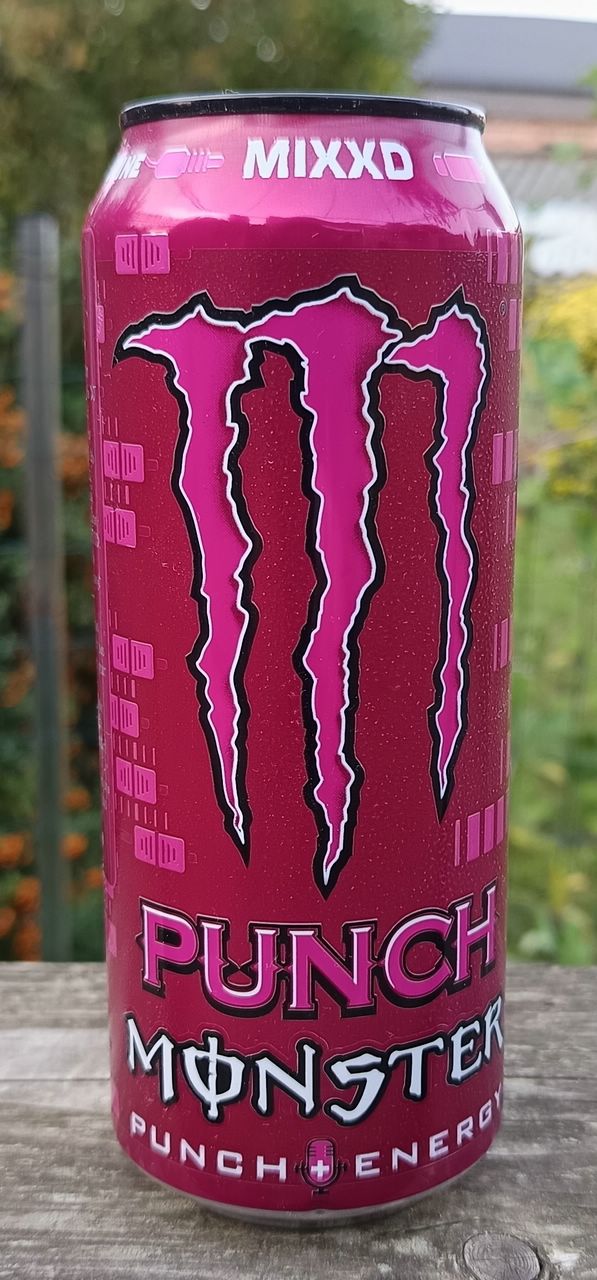 MIXXD
PUNCH
MONSTER
PUNCH + ENERGY